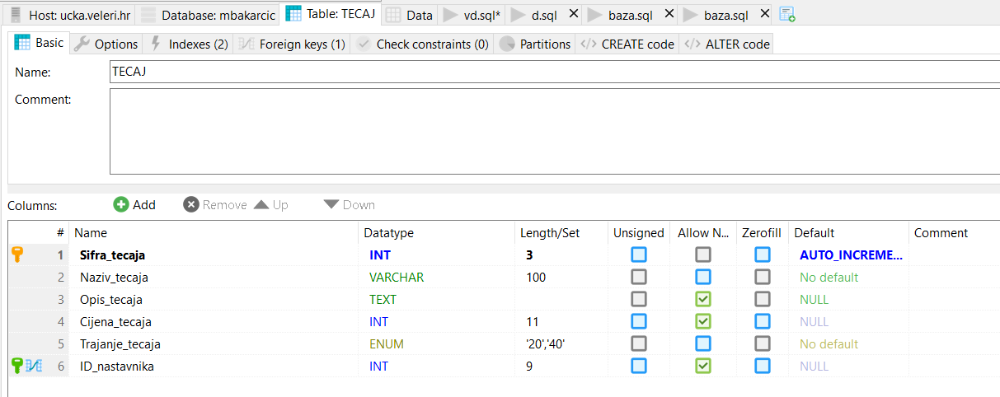 Host: ucka.veleri.hr Database: mbakarcic Table: TECAJ Data vd.sql* d.sql baza.sql baza.sql
Basic Options Indexes (2) Foreign keys (1) Check constraints (0) Partitions CREATE code ALTER code
Name: TECAJ
Comment:
Columns: Add Remove Up Down
# Name Datatype Length/Set Unsigned Allow N... Zerofill Default Comment
1 Sifra_tecaja INT 3 AUTO_INCREME...
2 Naziv_tecaja VARCHAR 100 No default
3 Opis_tecaja TEXT NULL
4 Cijena_tecaja INT 11 NULL
5 Trajanje_tecaja ENUM '20','40' No default
6 ID_nastavnika INT 9 NULL